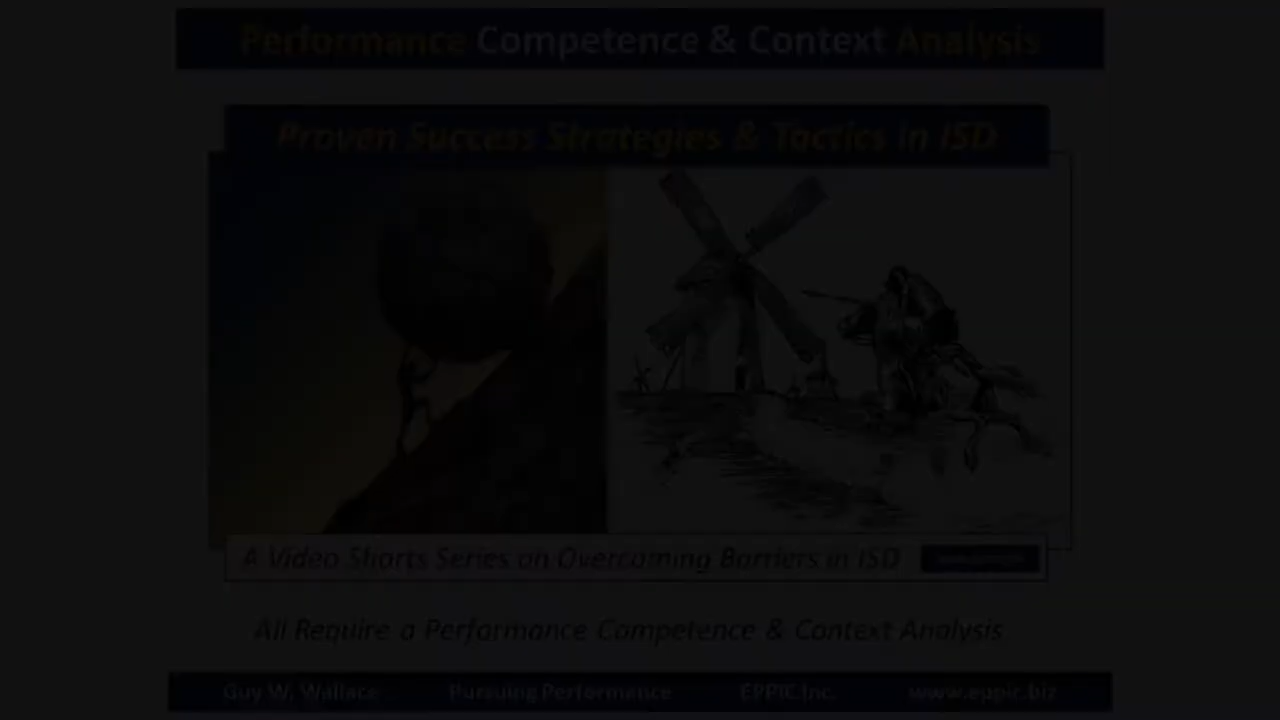 Performance Competence & Context Analysis
Proven Success Strategies & Tactics in ISD
A Video Shorts Series on Overcoming Barriers in ISD
All Require a Performance Competence & Context Analysis
Guy W. Wallace Pursuing Performance EPPIC Inc. www.eppic.biz